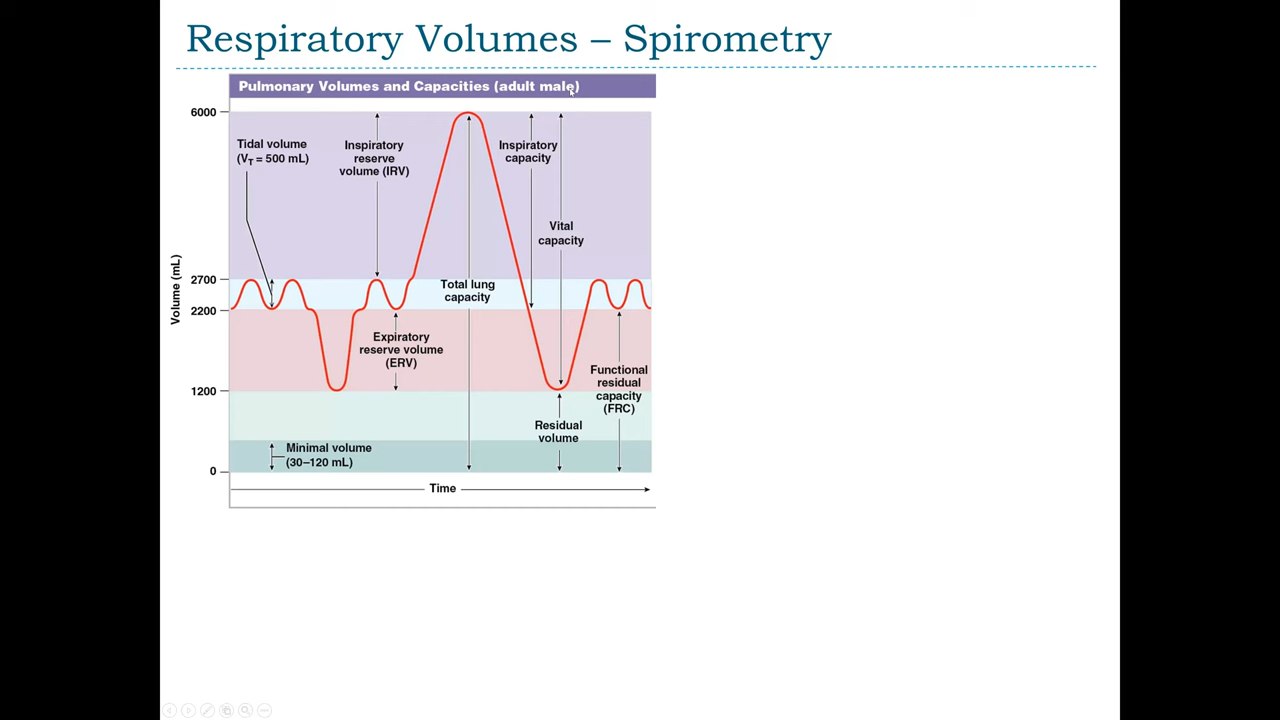 Respiratory Volumes – Spirometry
Pulmonary Volumes and Capacities (adult male)
6000
Tidal volume
(VT = 500 mL)
Inspiratory
reserve
volume (IRV)
Inspiratory
capacity
Vital
capacity
Volume (mL)
2700
Total lung
capacity
2200
Expiratory
reserve volume
(ERV)
Functional
residual
capacity
(FRC)
1200
Residual
volume
Minimal volume
(30–120 mL)
0
Time